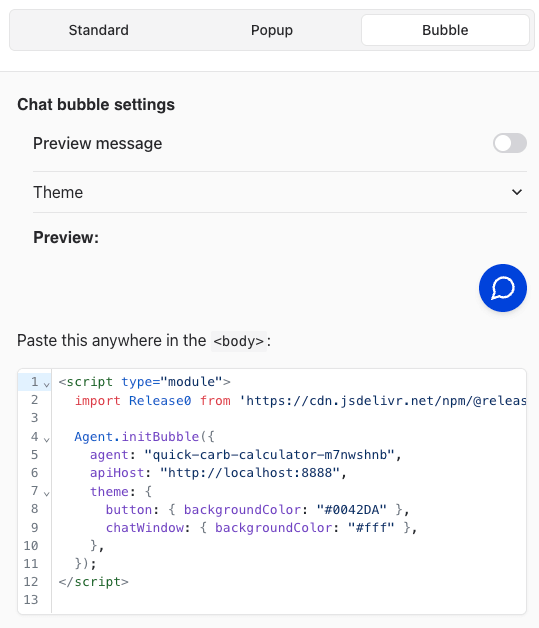 Standard Popup Bubble
Chat bubble settings
Preview message
Theme
Preview:
Paste this anywhere in the <body>:
1 <script type="module">
2 import Release0 from 'https://cdn.jsdelivr.net/npm/@releas
3
4 Agent.initBubble({
5 agent: "quick-carb-calculator-m7nwshnb",
6 apiHost: "http://localhost:8888",
7 theme: {
8 button: { backgroundColor: "#0042DA" },
9 chatWindow: { backgroundColor: "#fff" },
10 },
11 });
12 </script>
13